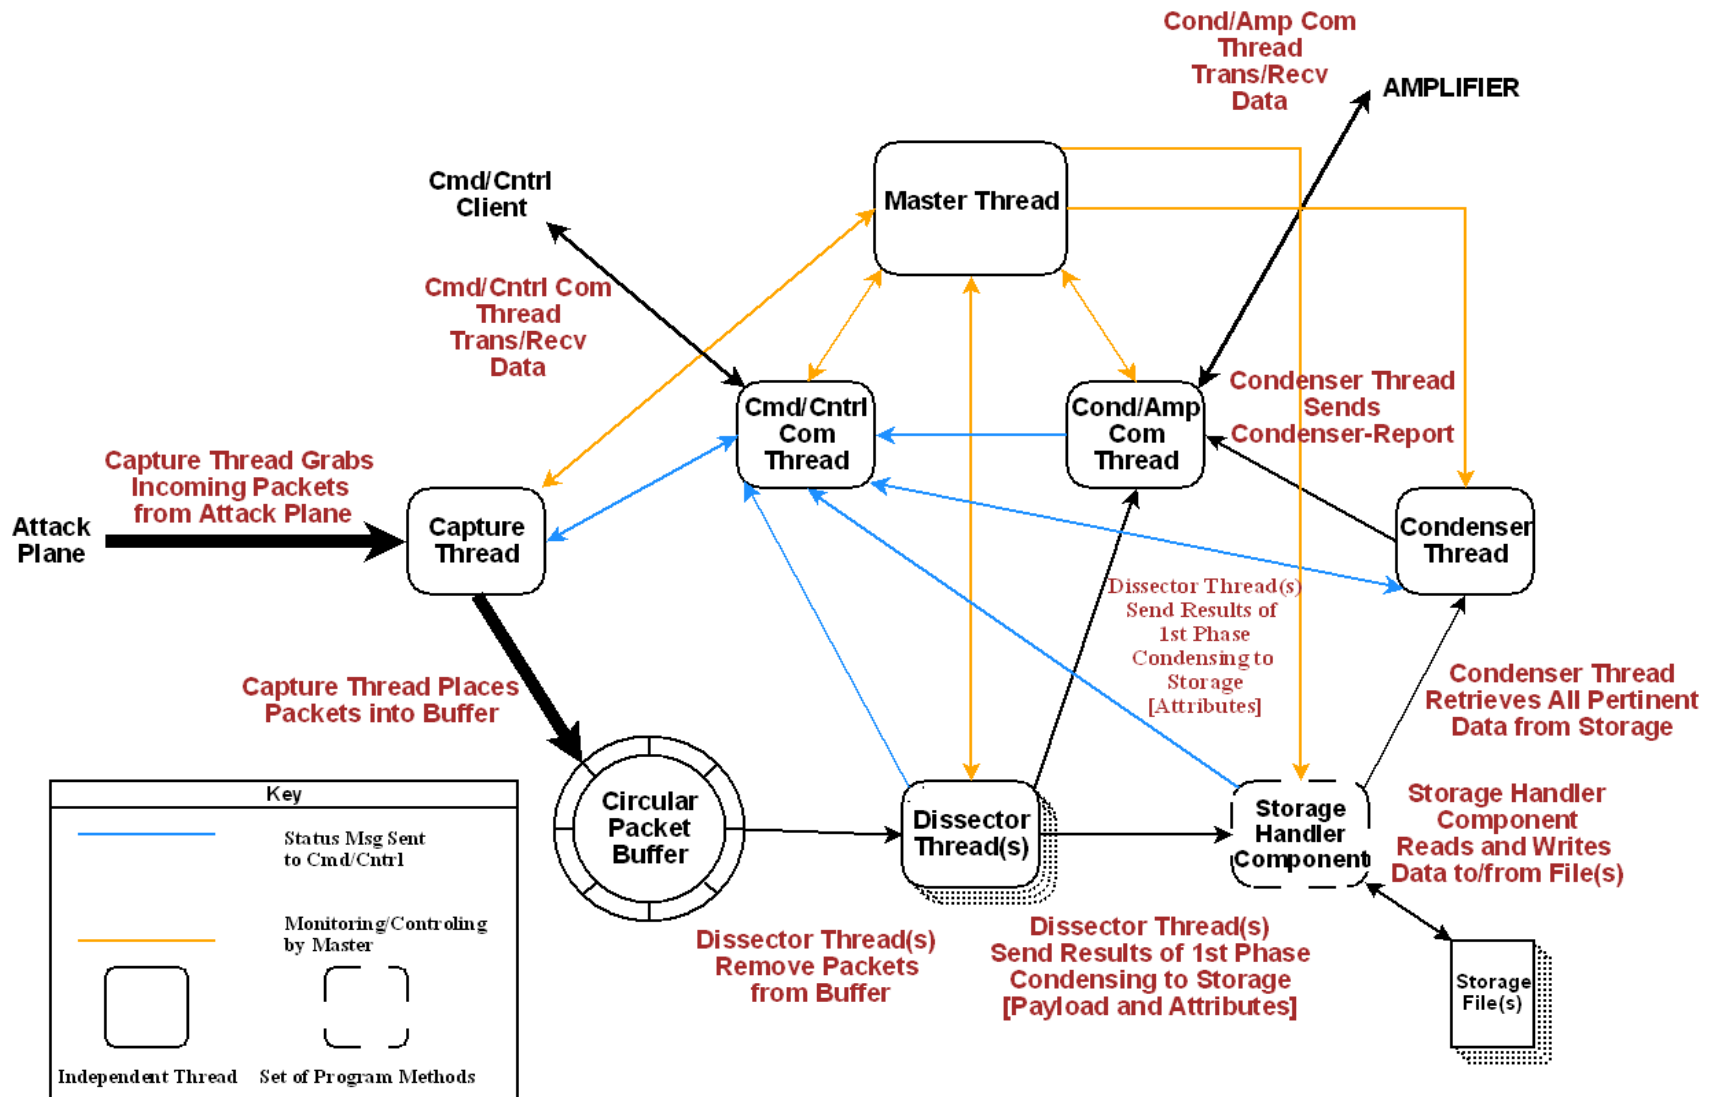 Cond/Amp Com
Thread
Trans/Recv
Data
AMPLIFIER
Cmd/Cntrl
Client
Master Thread
Cmd/Cntrl Com
Thread
Trans/Recv
Data
Cmd/Cntrl
Com
Thread
Cond/Amp
Com
Thread
Condenser Thread
Sends
Condenser-Report
Capture Thread Grabs
Incoming Packets
from Attack Plane
Attack
Plane
Capture
Thread
Condenser
Thread
Dissector Thread(s)
Send Results of
1st Phase
Condensing to
Storage
[Attributes]
Capture Thread Places
Packets into Buffer
Condenser Thread
Retrieves All Pertinent
Data from Storage
Circular
Packet
Buffer
Dissector
Thread(s)
Storage
Handler
Component
Storage Handler
Component
Reads and Writes
Data to/from File(s)
Dissector Thread(s)
Remove Packets
from Buffer
Dissector Thread(s)
Send Results of 1st Phase
Condensing to Storage
[Payload and Attributes]
Storage
File(s)
Key
Status Msg Sent
to Cmd/Cntrl
Monitoring/Controling
by Master
Independent Thread
Set of Program Methods